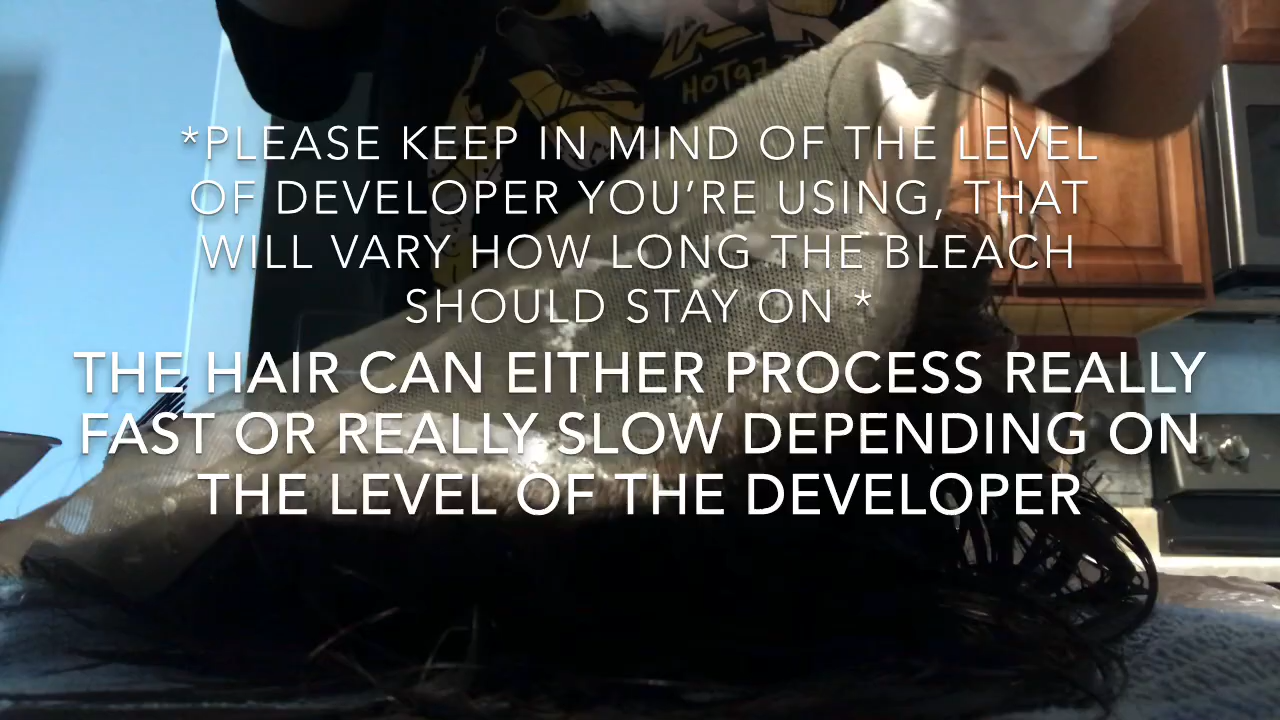 HOT97
*PLEASE KEEP IN MIND OF THE LEVEL
OF DEVELOPER YOU’RE USING, THAT
WILL VARY HOW LONG THE BLEACH
SHOULD STAY ON *
THE HAIR CAN EITHER PROCESS REALLY
FAST OR REALLY SLOW DEPENDING ON
THE LEVEL OF THE DEVELOPER